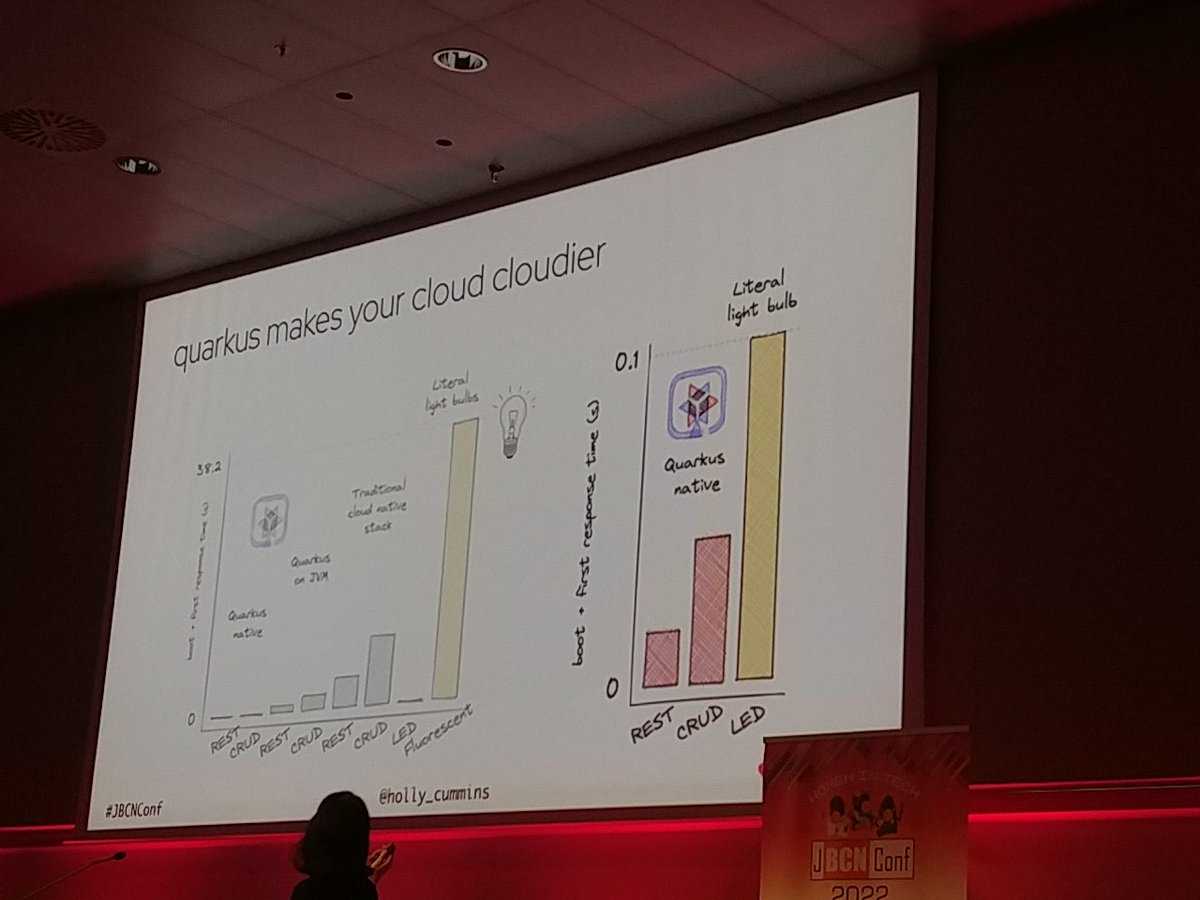 quarkus makes your cloud cloudier
Literal
light bulbs
38.2
boot + first response time (s)
Traditional
cloud native
stack
Quarkus
on JVM
Quarkus
native
0
REST
CRUD
REST
CRUD
REST
CRUD
LED
Fluorescent
Literal
light bulb
0.1
boot + first response time (s)
Quarkus
native
0
REST
CRUD
LED
#JBCNConf
@holly_cummins
JBCN Conf
2022